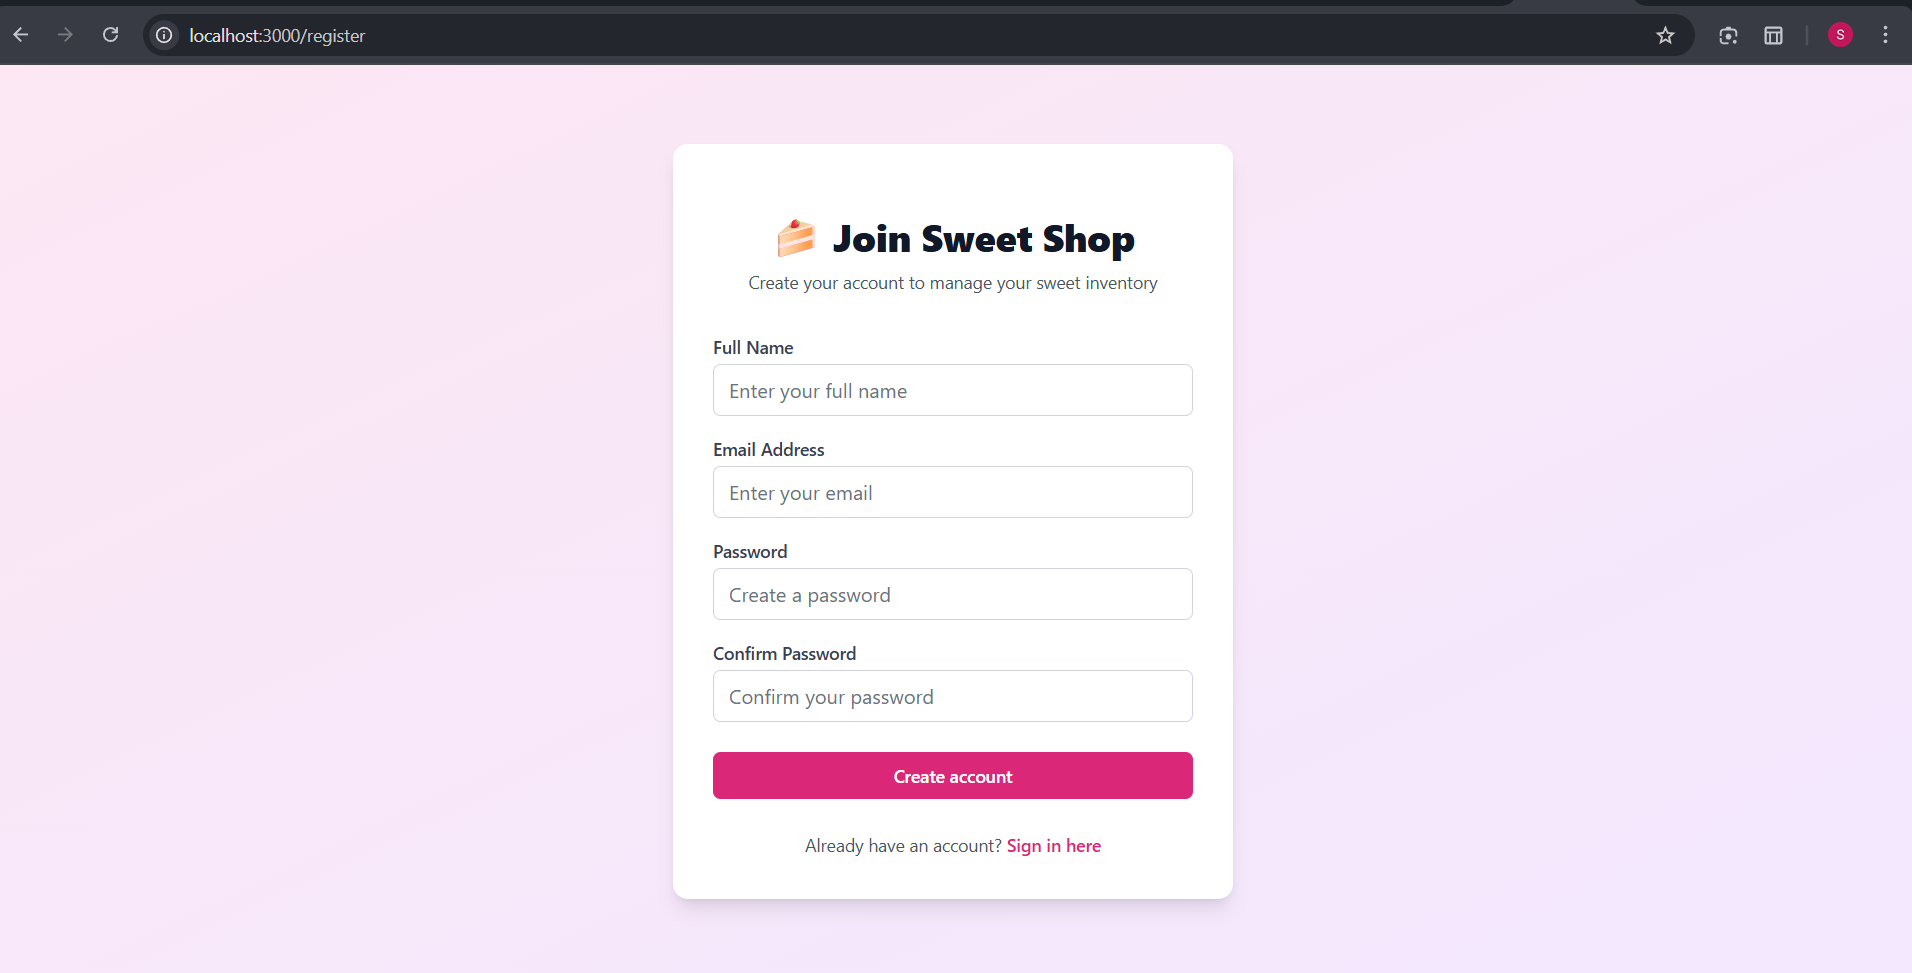 localhost:3000/register
S
Join Sweet Shop
Create your account to manage your sweet inventory
Full Name
Enter your full name
Email Address
Enter your email
Password
Create a password
Confirm Password
Confirm your password
Create account
Already have an account? Sign in here